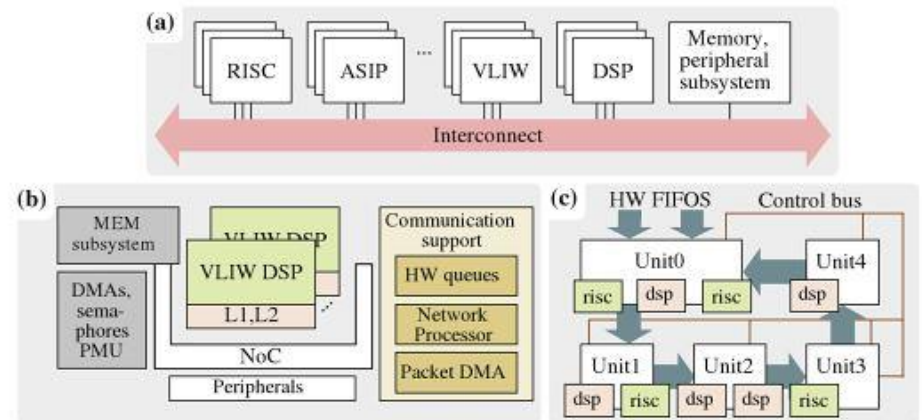 (a)
RISC
ASIP
...
VLIW
DSP
Memory,
peripheral
subsystem
Interconnect
(b)
MEM
subsystem
DMAs,
sema-
phores
PMU
VLIW DSP
VLIW DSP
L1,L2
...
NoC
Peripherals
Communication
support
HW queues
Network
Processor
Packet DMA
(c)
HW FIFOS
Control bus
Unit0
Unit4
risc
dsp
risc
dsp
Unit1
Unit2
Unit3
dsp
risc
dsp
dsp
risc